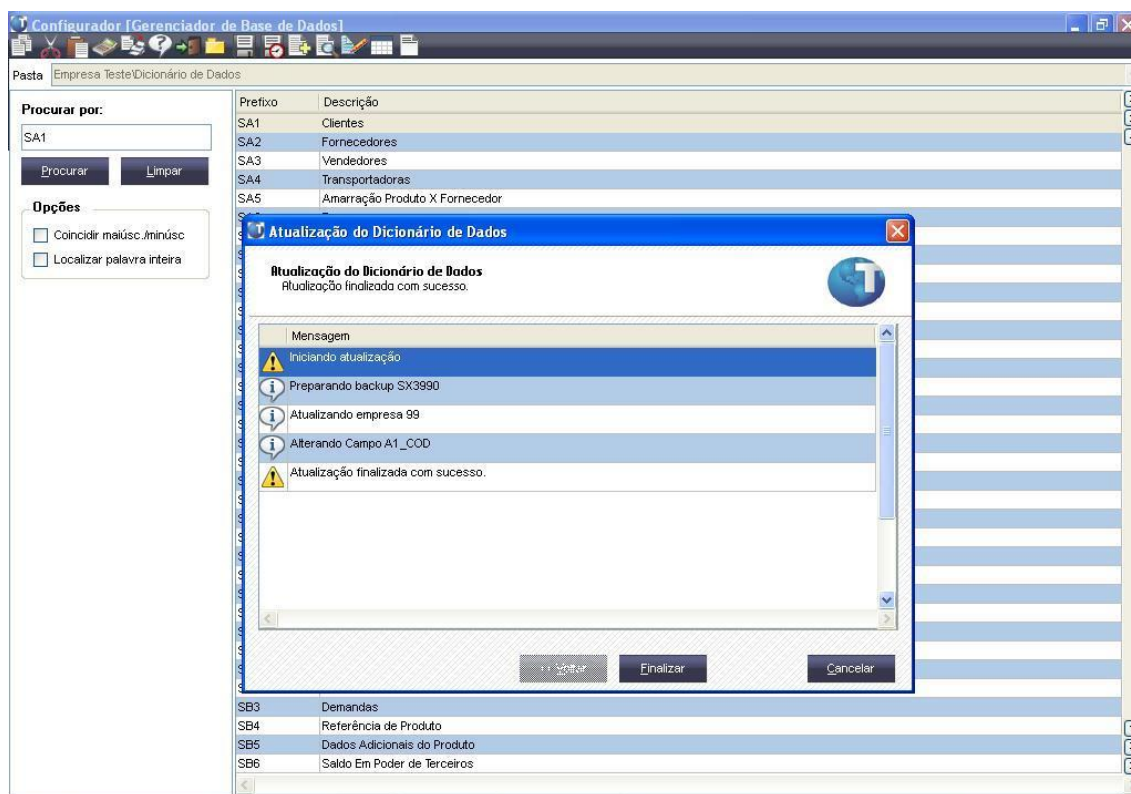 Configurador [Gerenciador de Base de Dados]
Pasta Empresa Teste\Dicionário de Dados
Procurar por:
SA1
Procurar Limpar
Opções
Coincidir maiúsc./minúsc
Localizar palavra inteira
Prefixo Descrição
SA1 Clientes
SA2 Fornecedores
SA3 Vendedores
SA4 Transportadoras
SA5 Amarração Produto X Fornecedor
Atualização do Dicionário de Dados
Atualização do Dicionário de Dados
Atualização finalizada com sucesso.
Mensagem
Iniciando atualização
Preparando backup SX3990
Atualizando empresa 99
Alterando Campo A1_COD
Atualização finalizada com sucesso.
<< Voltar Finalizar Cancelar
SB3 Demandas
SB4 Referência de Produto
SB5 Dados Adicionais do Produto
SB6 Saldo Em Poder de Terceiros